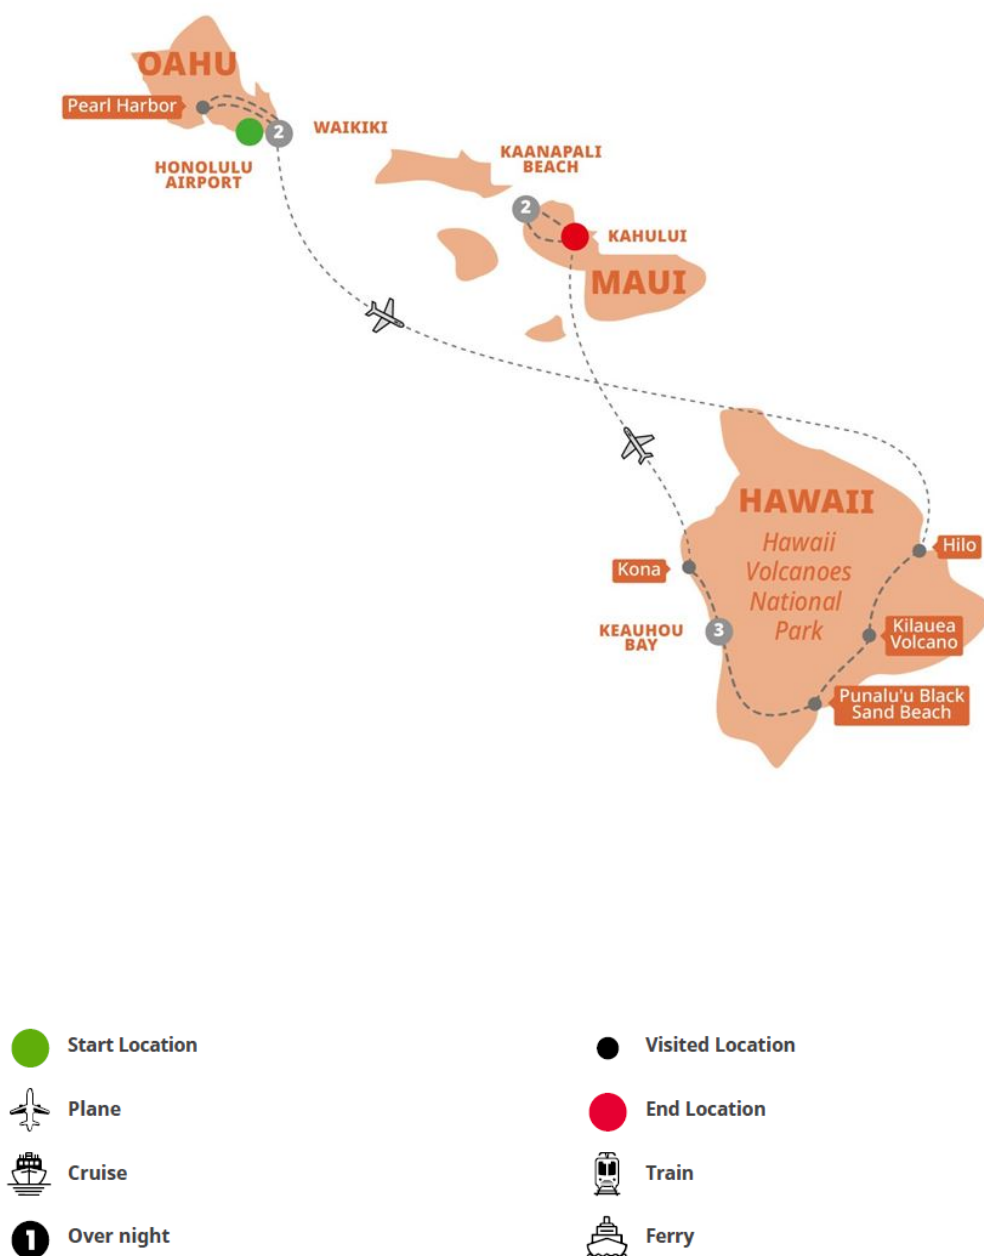 OAHU
Pearl Harbor
2
WAIKIKI
HONOLULU
AIRPORT
KAANAPALI
BEACH
2
KAHULUI
MAUI
HAWAII
Hawaii
Volcanoes
National
Park
Hilo
Kona
KEAUHOU
BAY
3
Kilauea
Volcano
Punalu'u Black
Sand Beach
Start Location
Visited Location
Plane
End Location
Cruise
Train
1
Over night
Ferry